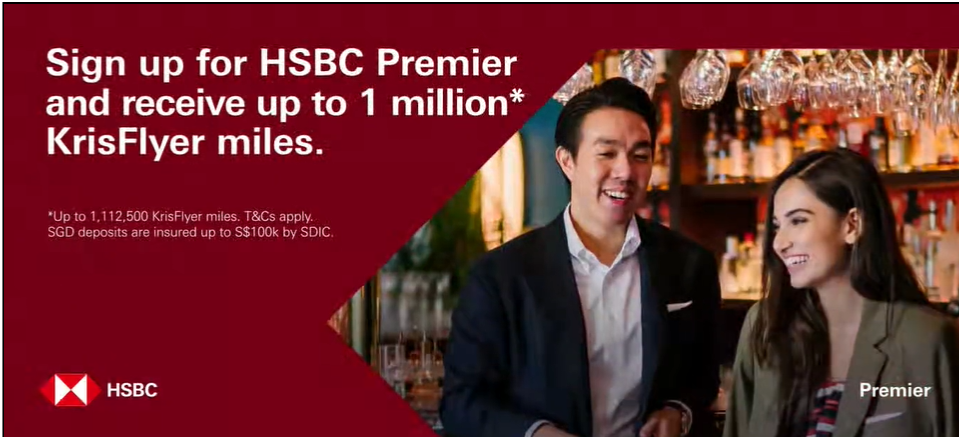 Sign up for HSBC Premier
and receive up to 1 million*
KrisFlyer miles.
*Up to 1,112,500 KrisFlyer miles. T&Cs apply.
SGD deposits are insured up to S$100k by SDIC.
HSBC
Premier